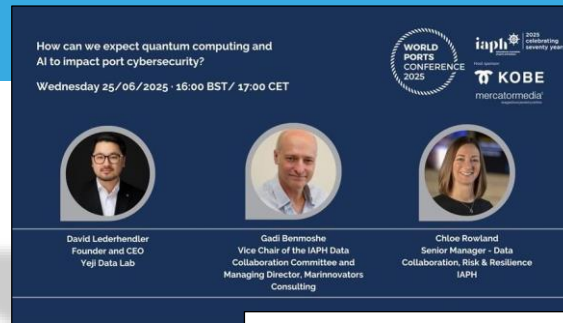 How can we expect quantum computing and
AI to impact port cybersecurity?
Wednesday 25/06/2025 · 16:00 BST/ 17:00 CET
WORLD
PORTS
CONFERENCE
2025
iaph
2025
celebrating
seventy years
Host sponsor
KOBE
mercatormedia
David Lederhendler
Founder and CEO
Yeji Data Lab
Gadi Benmoshe
Vice Chair of the IAPH Data
Collaboration Committee and
Managing Director, Marinnovators
Consulting
Chloe Rowland
Senior Manager - Data
Collaboration, Risk & Resilience
IAPH